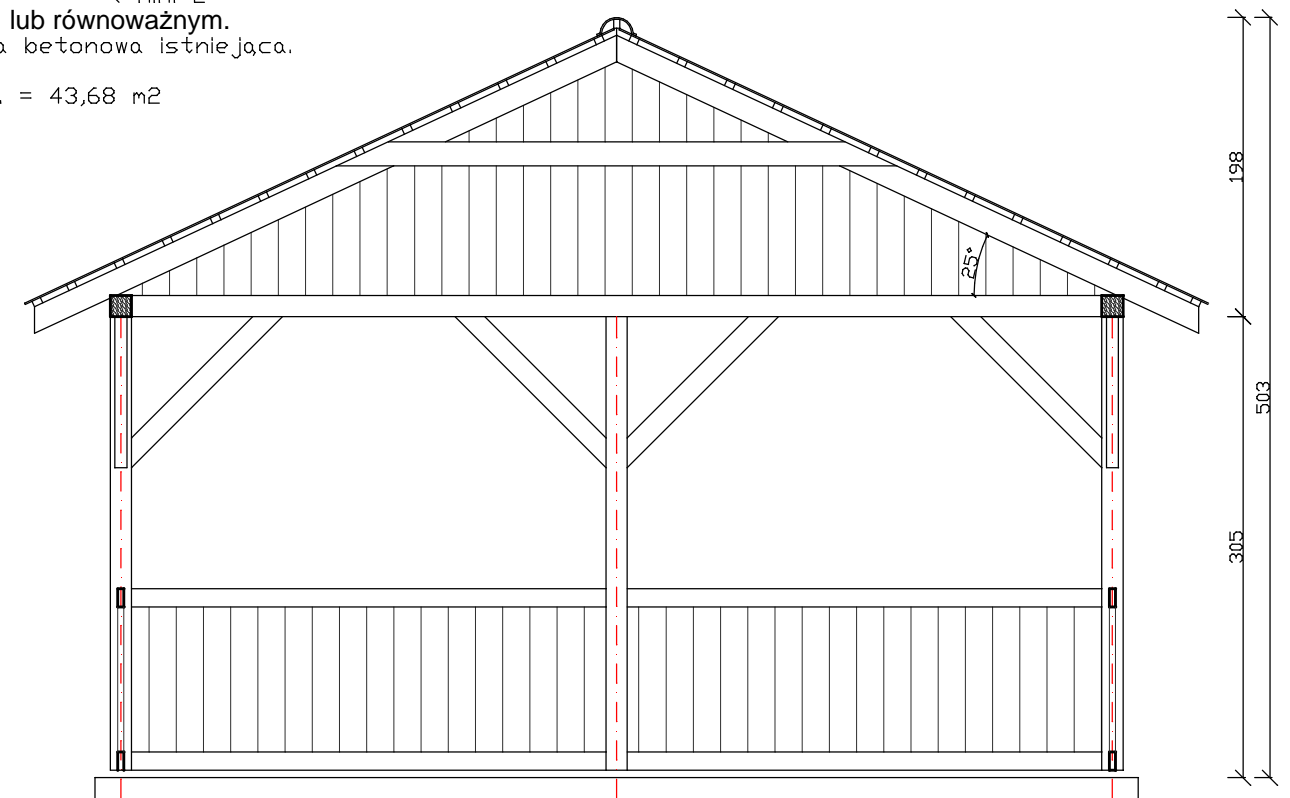 lub równoważnym.
betonowa istniejąca.
= 43,68 m2
198
25°
503
305